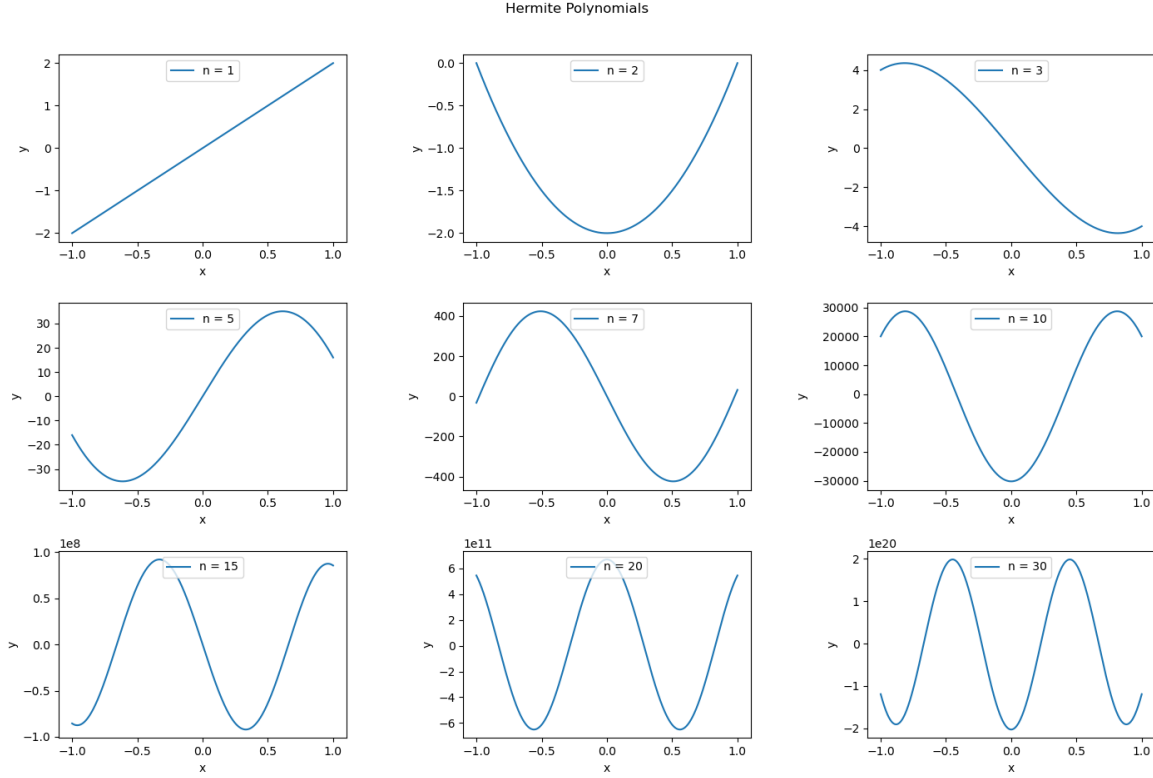 Hermite Polynomials
n = 1
2
1
0
−1
−2
y
−1.0 −0.5 0.0 0.5 1.0
x
n = 2
0.0
−0.5
−1.0
−1.5
−2.0
y
−1.0 −0.5 0.0 0.5 1.0
x
n = 3
4
2
0
−2
−4
y
−1.0 −0.5 0.0 0.5 1.0
x
n = 5
30
20
10
0
−10
−20
−30
y
−1.0 −0.5 0.0 0.5 1.0
x
n = 7
400
200
0
−200
−400
y
−1.0 −0.5 0.0 0.5 1.0
x
n = 10
30000
20000
10000
0
−10000
−20000
−30000
y
−1.0 −0.5 0.0 0.5 1.0
x
1e8
n = 15
1.0
0.5
0.0
−0.5
−1.0
y
−1.0 −0.5 0.0 0.5 1.0
x
1e11
n = 20
6
4
2
0
−2
−4
−6
y
−1.0 −0.5 0.0 0.5 1.0
x
1e20
n = 30
2
1
0
−1
−2
y
−1.0 −0.5 0.0 0.5 1.0
x